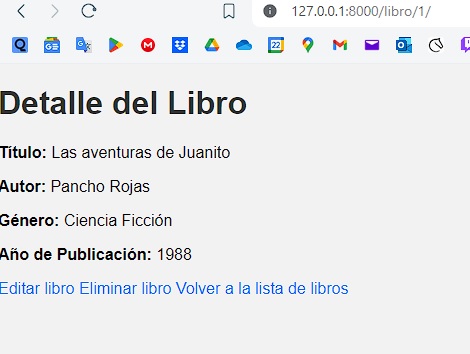 127.0.0.1:8000/libro/1/
22
Detalle del Libro
Título: Las aventuras de Juanito
Autor: Pancho Rojas
Género: Ciencia Ficción
Año de Publicación: 1988
Editar libro Eliminar libro Volver a la lista de libros